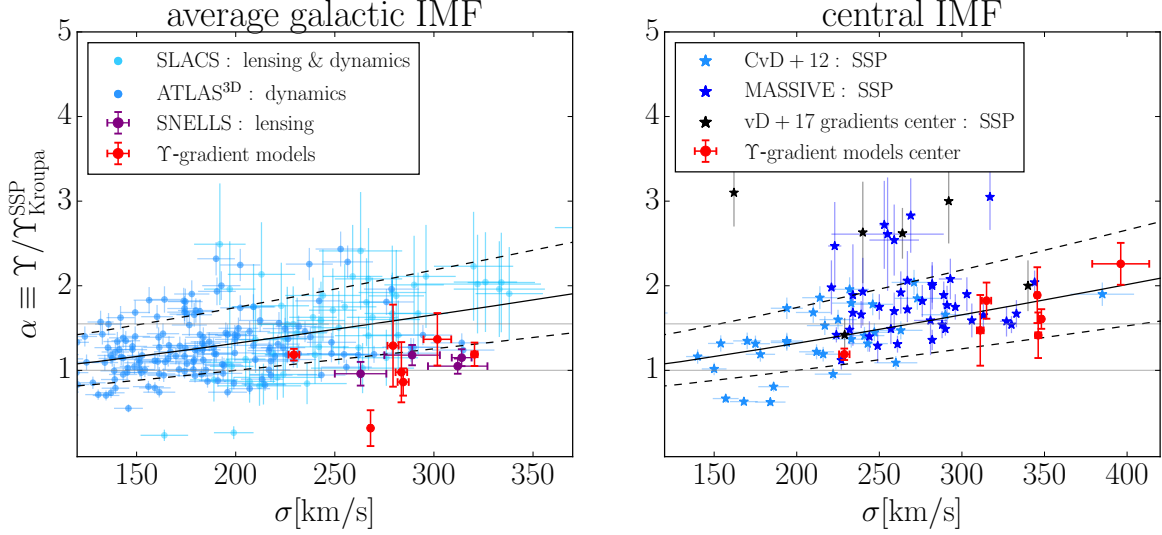 average galactic IMF
central IMF
SLACS : lensing & dynamics
ATLAS³ᴰ : dynamics
SNELLS : lensing
Υ-gradient models
CvD + 12 : SSP
MASSIVE : SSP
vD + 17 gradients center : SSP
Υ-gradient models center
α ≡ Υ/Υ^SSP_Kroupa
5
4
3
2
1
150 200 250 300 350
σ[km/s]
5
4
3
2
1
150 200 250 300 350 400
σ[km/s]